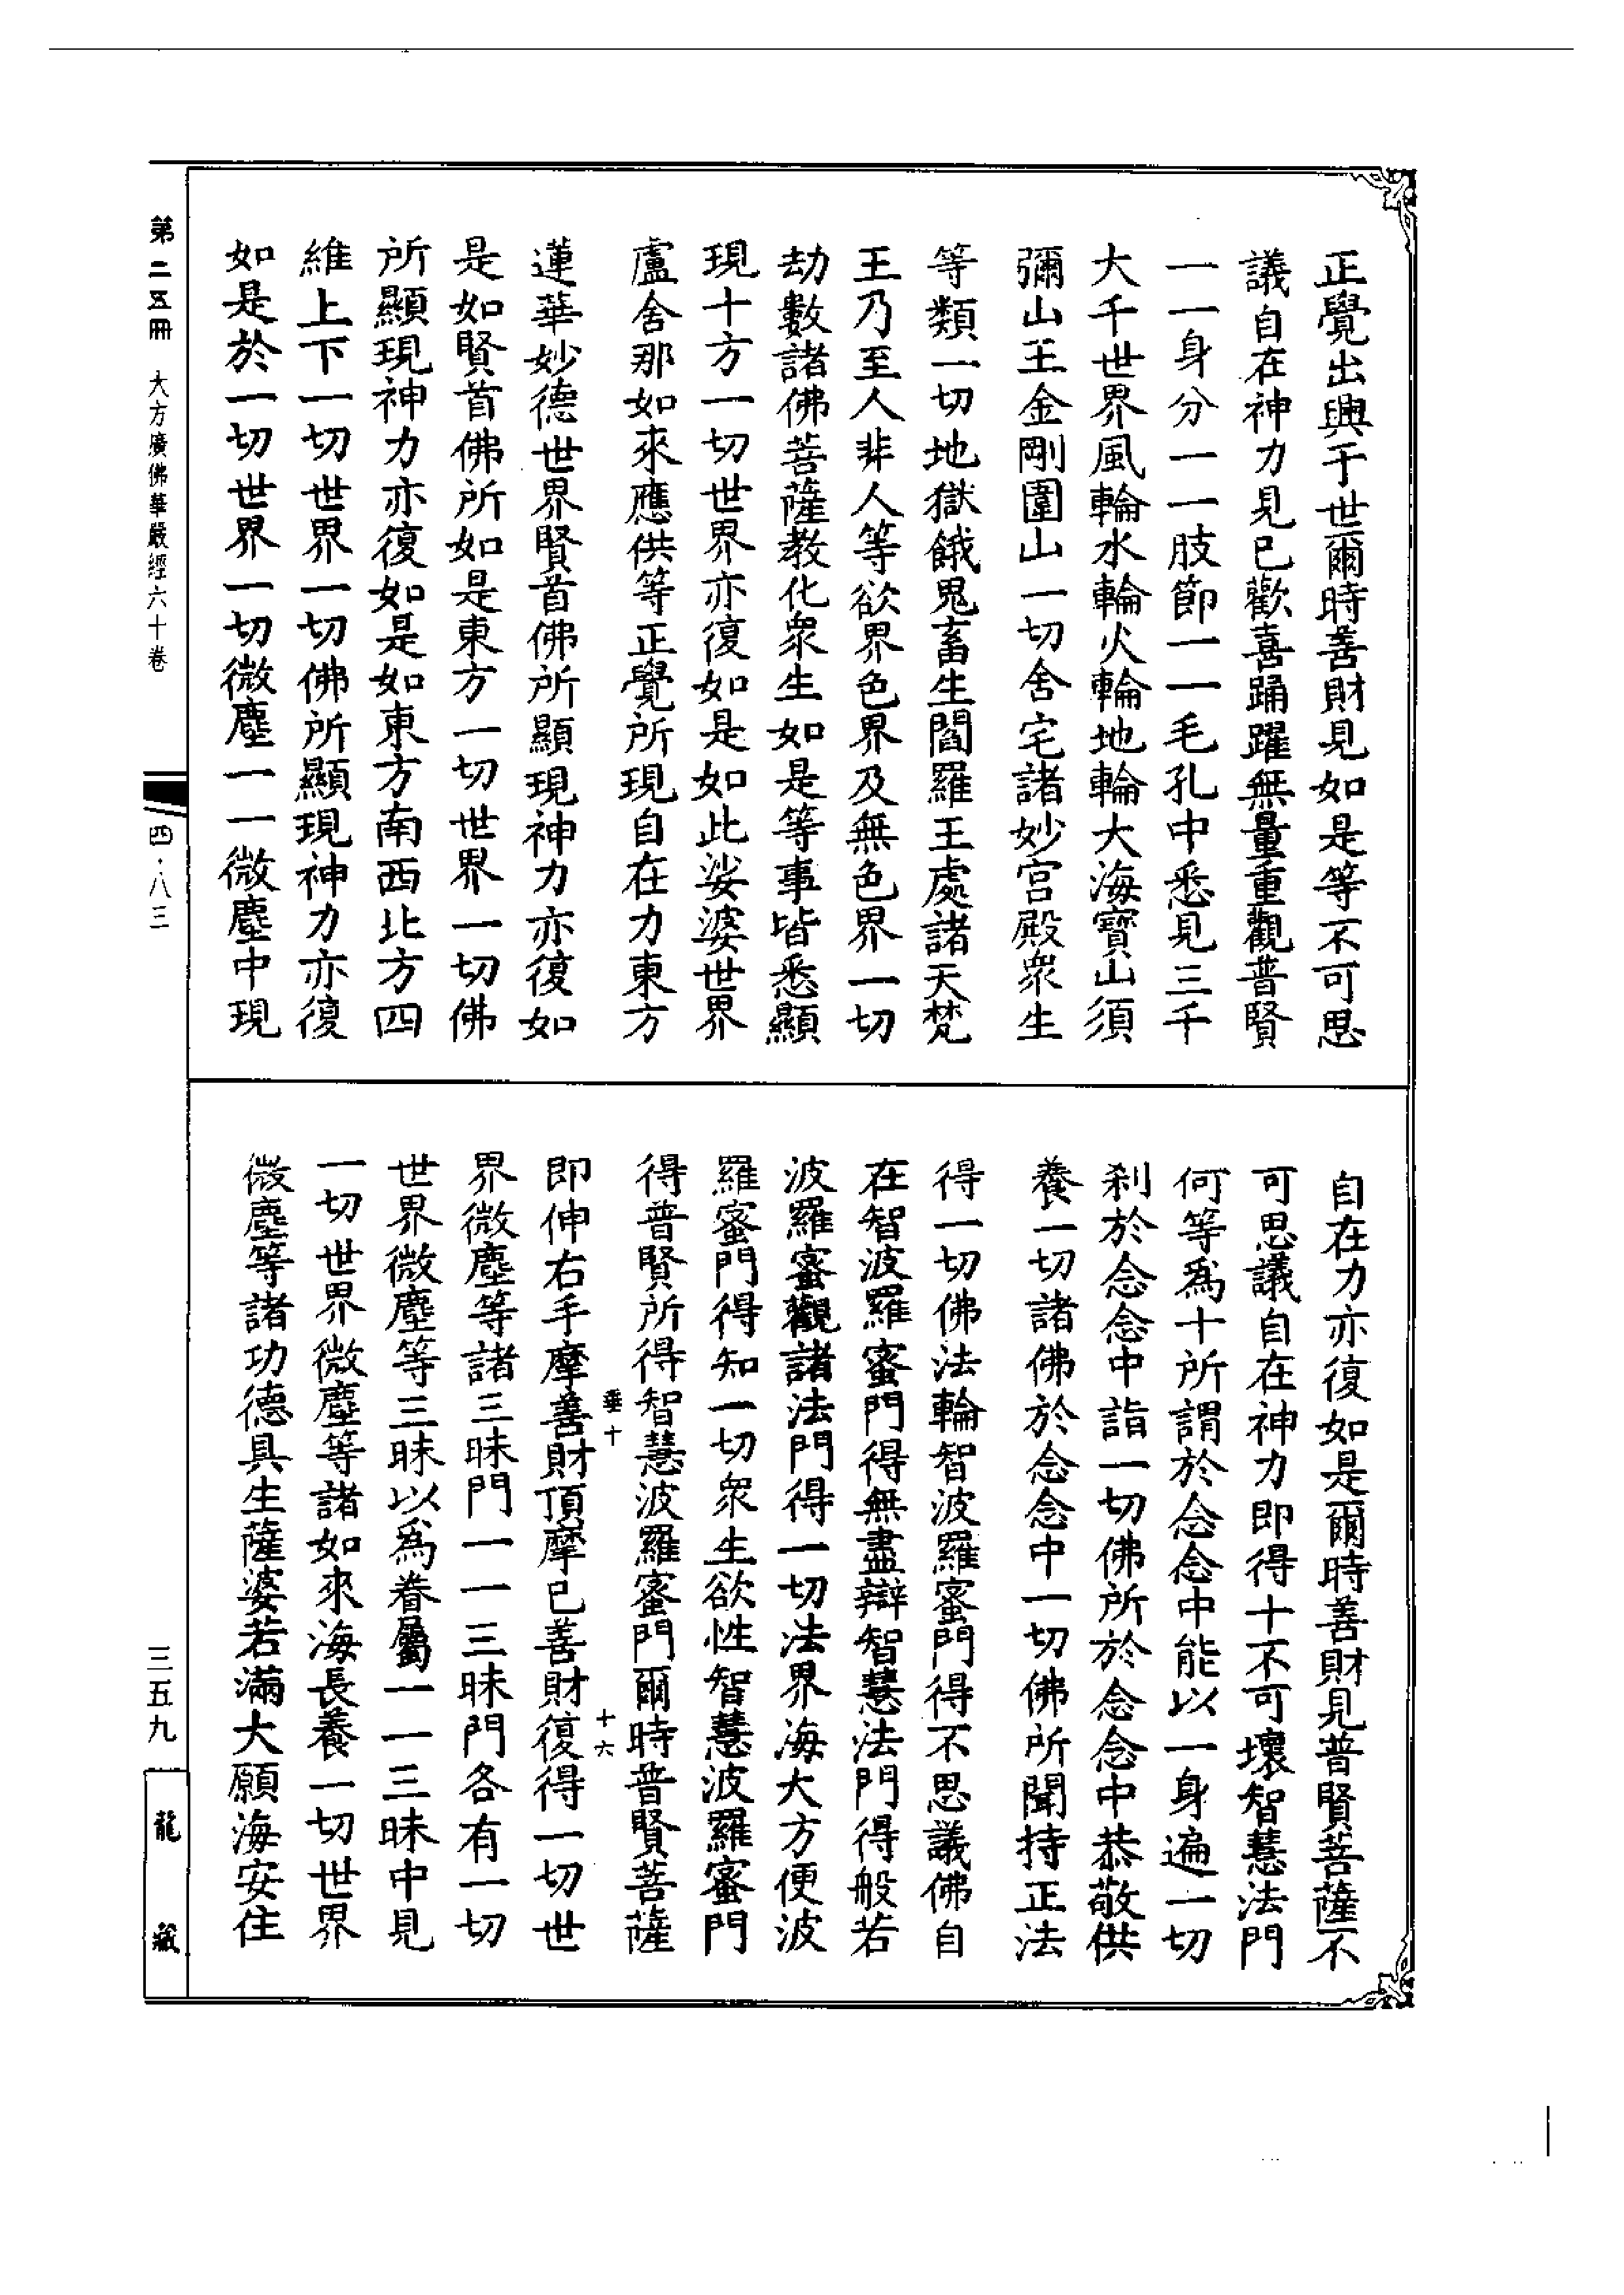 正覺出興于世爾時善財見如是等不可思
議自在神力見已歡喜踊躍無量重觀普賢
一一身分一一肢節一一毛孔中悉見三千
大千世界風輪水輪火輪地輪大海寶山須
彌山王金剛圍山一切舍宅諸妙宮殿衆生
等類一切地獄餓鬼畜生閻羅王處諸天梵
王乃至人非人等欲界色界及無色界一切
劫數諸佛菩薩教化衆生如是等事皆悉顯
現十方一切世界亦復如是如此娑婆世界
盧舍那如來應供等正覺所現自在力東方
蓮華妙德世界賢首佛所顯現神力亦復如
是如賢首佛所如是東方一切世界一切佛
所顯現神力亦復如是如東方南西北方四
維上下一切世界一切佛所顯現神力亦復
如是於一切世界一切微塵一一微塵中現
自在力亦復如是爾時善財見普賢菩薩不
可思議自在神力即得十不可壞智慧法門
何等爲十所謂於念念中能以一身遍一切
剎於念念中詣一切佛所於念念中恭敬供
養一切諸佛於念念中一切佛所聞持正法
得一切佛法輪智波羅蜜門得不思議佛自
在智波羅蜜門得無盡辯智慧法門得般若
波羅蜜觀諸法門得一切法界海大方便波
羅蜜門得知一切衆生欲性智慧波羅蜜門
得普賢所得智慧波羅蜜門爾時普賢菩薩
垂十
十六
即伸右手摩善財頂摩已善財復得一切世
界微塵等諸三昧門一一三昧門各有一切
世界微塵等三昧以爲眷屬一一三昧中見
一切世界微塵等諸如來海長養一切世界
微塵等諸功德具生薩婆若滿大願海安住
第二五冊 大方廣佛華嚴經六十卷
四·八三
三五九
龍藏